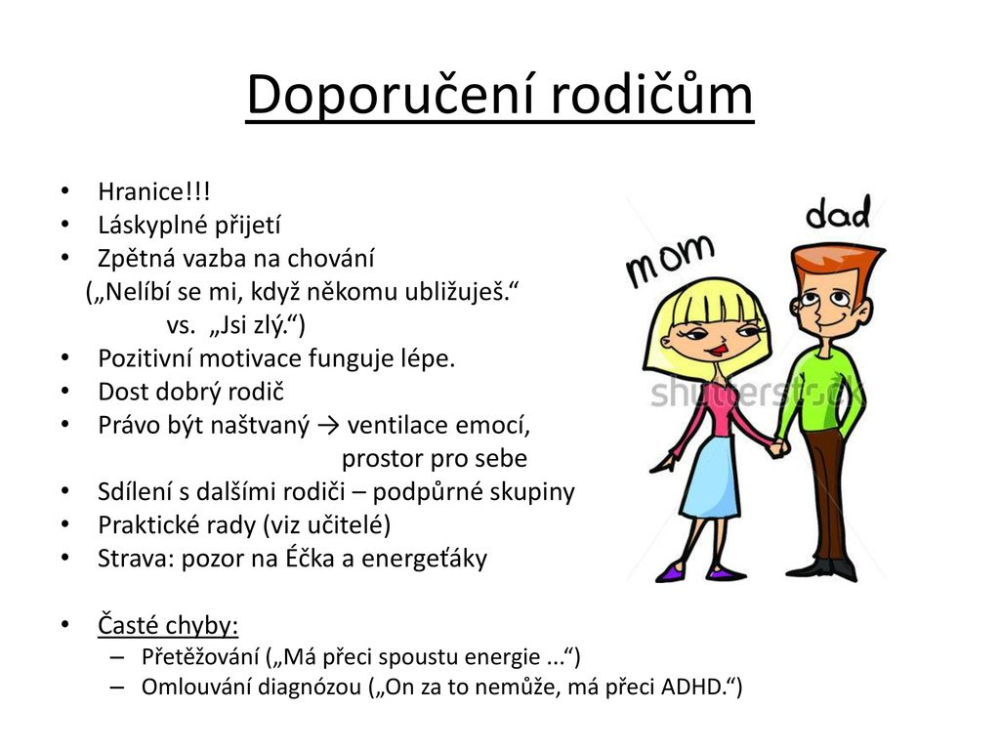 Doporučení rodičům
• Hranice!!!
• Láskyplné přijetí
• Zpětná vazba na chování
(„Nelíbí se mi, když někomu ubližuješ.“
vs. „Jsi zlý.“)
• Pozitivní motivace funguje lépe.
• Dost dobrý rodič
• Právo být naštvaný → ventilace emocí,
prostor pro sebe
• Sdílení s dalšími rodiči – podpůrné skupiny
• Praktické rady (viz učitelé)
• Strava: pozor na Éčka a energeťáky
• Časté chyby:
– Přetěžování („Má přeci spoustu energie ...“)
– Omlouvání diagnózou („On za to nemůže, má přeci ADHD.“)
mom
dad
shutterstock